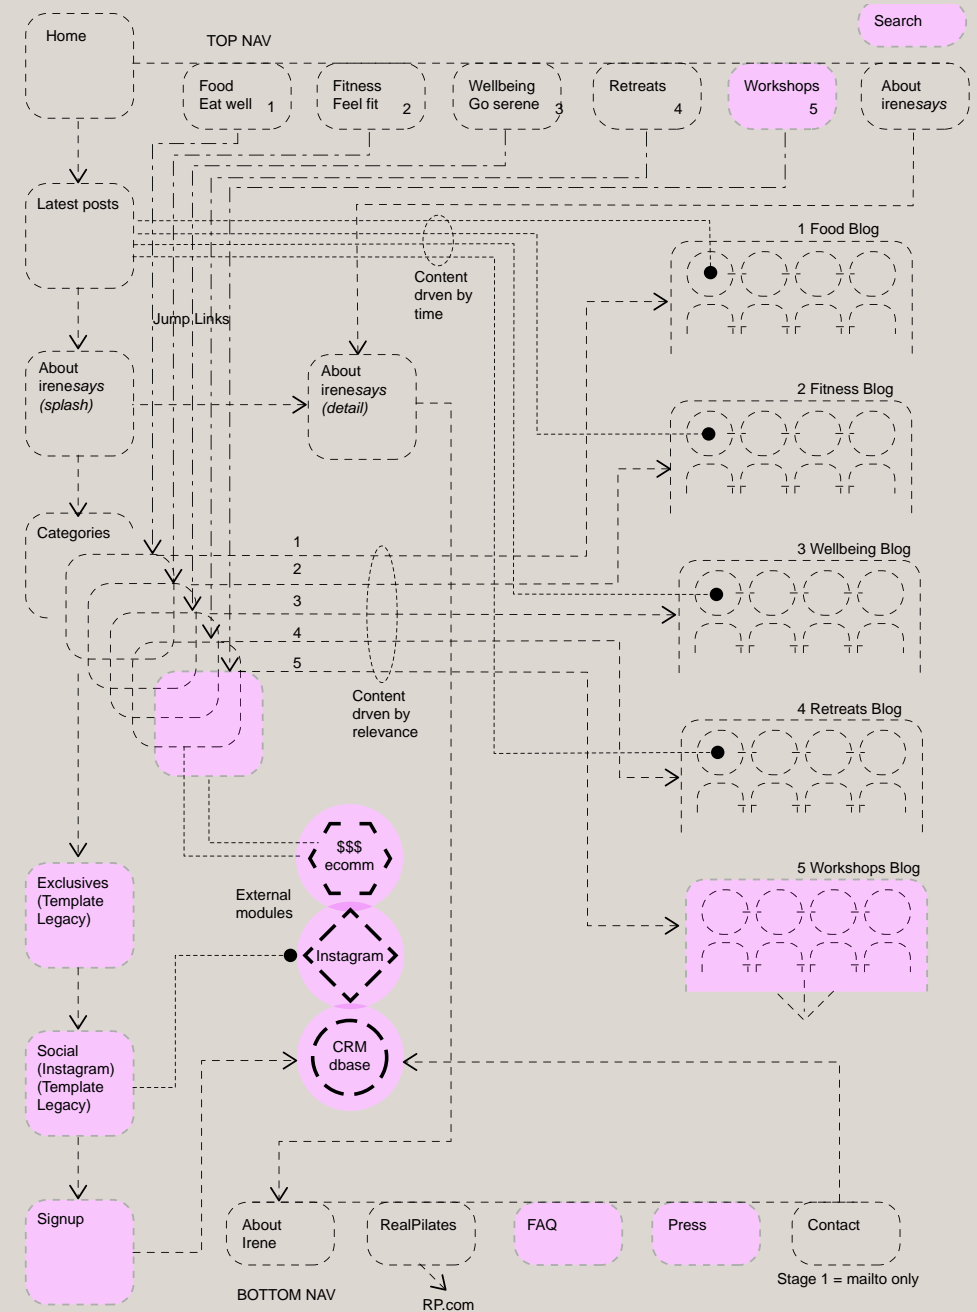 Search
Home
TOP NAV
Food
Eat well 1
Fitness
Feel fit 2
Wellbeing
Go serene 3
Retreats
4
Workshops
5
About
irenesays
Latest posts
1 Food Blog
Content
drven by
time
Jump Links
About
irenesays
(splash)
About
irenesays
(detail)
2 Fitness Blog
Categories
1
2
3
4
5
3 Wellbeing Blog
Content
drven by
relevance
4 Retreats Blog
$$$
ecomm
5 Workshops Blog
Exclusives
(Template
Legacy)
External
modules
Instagram
Social
(Instagram)
(Template
Legacy)
CRM
dbase
Signup
About
Irene
RealPilates
FAQ
Press
Contact
Stage 1 = mailto only
BOTTOM NAV
RP.com